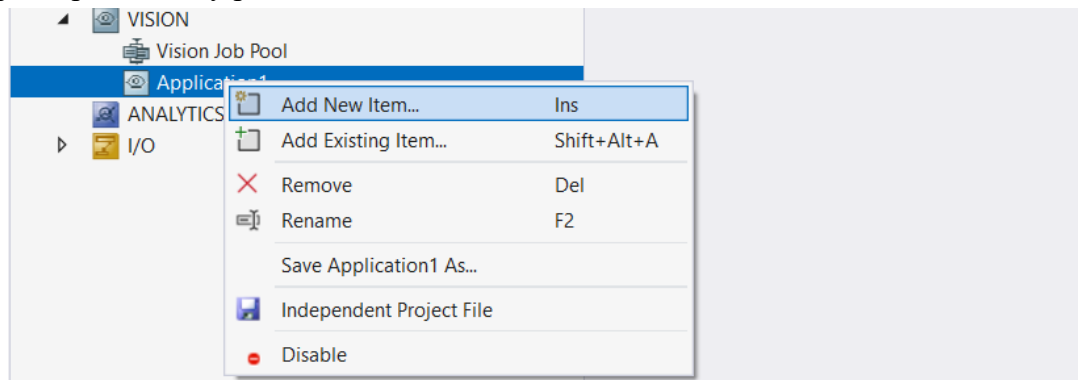 VISION
Vision Job Pool
Application1
ANALYTICS
I/O
Add New Item... Ins
Add Existing Item... Shift+Alt+A
Remove Del
Rename F2
Save Application1 As...
Independent Project File
Disable